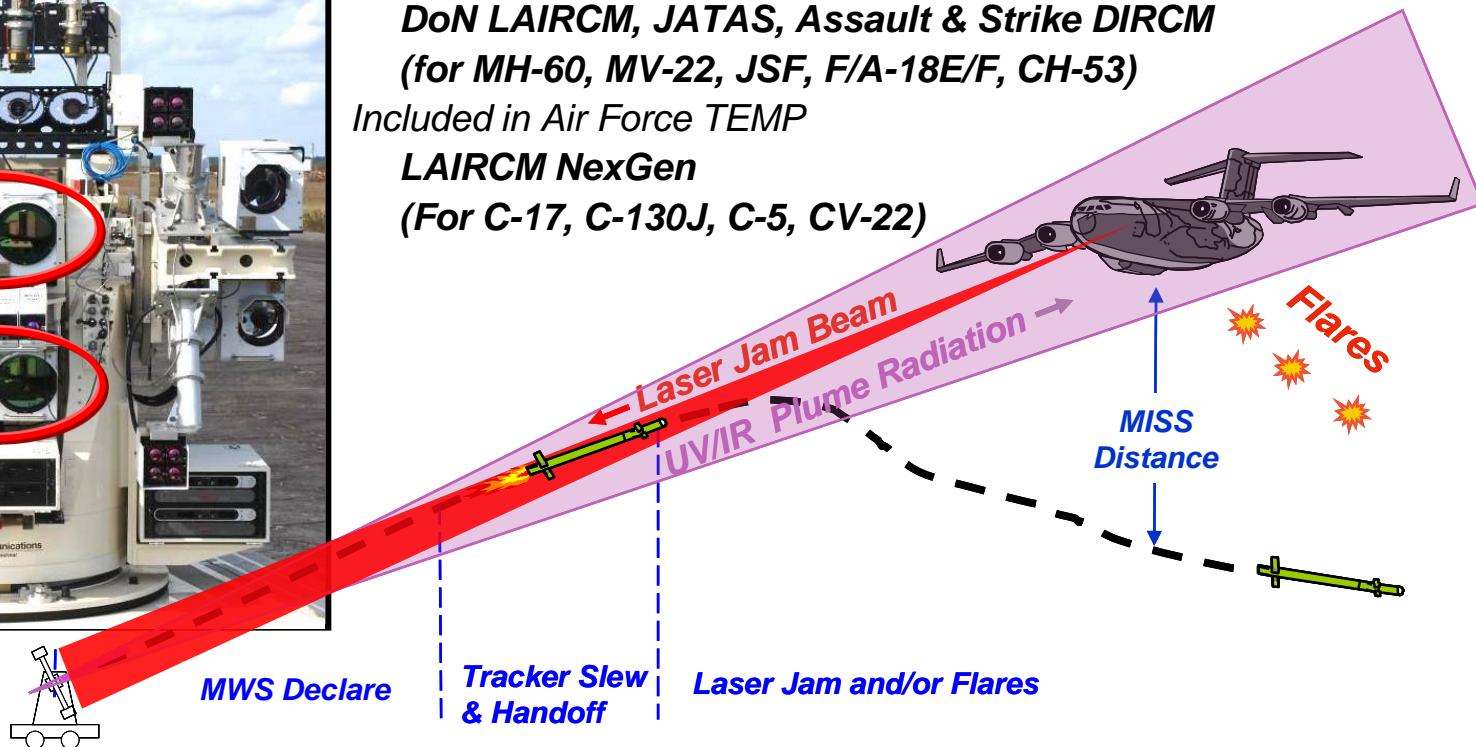 DoN LAIRCM, JATAS, Assault & Strike DIRCM
(for MH-60, MV-22, JSF, F/A-18E/F, CH-53)
Included in Air Force TEMP
LAIRCM NexGen
(For C-17, C-130J, C-5, CV-22)
Laser Jam Beam
UV/IR Plume Radiation
Flares
MISS
Distance
MWS Declare
Tracker Slew
& Handoff
Laser Jam and/or Flares